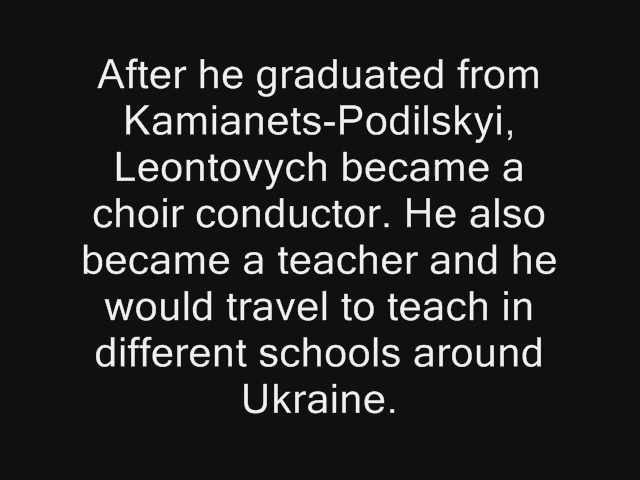 After he graduated from
Kamianets-Podilskyi,
Leontovych became a
choir conductor. He also
became a teacher and he
would travel to teach in
different schools around
Ukraine.